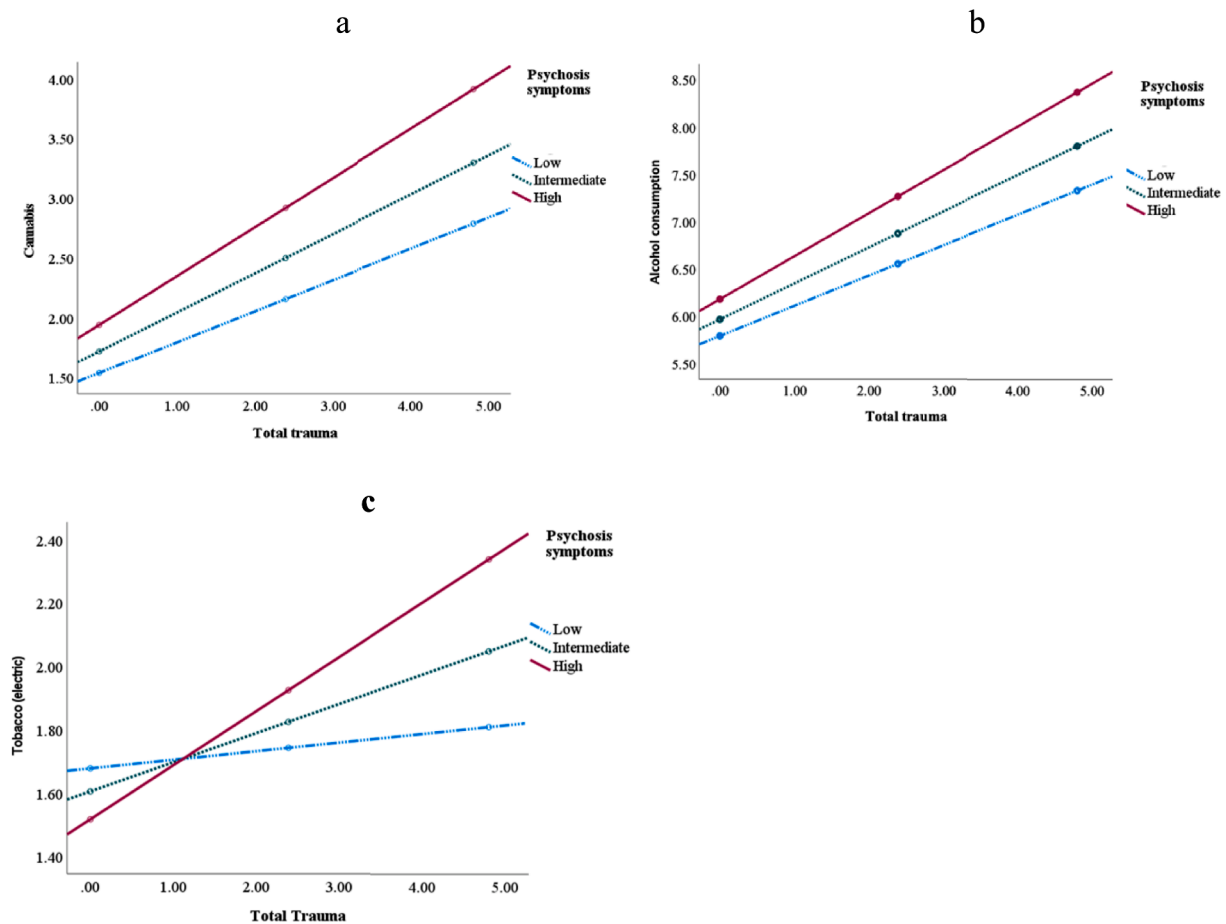 a
Cannabis
4.00
3.50
3.00
2.50
2.00
1.50
.00 1.00 2.00 3.00 4.00 5.00
Total trauma
Psychosis
symptoms
Low
Intermediate
High
b
Alcohol consumption
8.50
8.00
7.50
7.00
6.50
6.00
5.50
.00 1.00 2.00 3.00 4.00 5.00
Total trauma
Psychosis
symptoms
Low
Intermediate
High
c
Tobacco (electric)
2.40
2.20
2.00
1.80
1.60
1.40
.00 1.00 2.00 3.00 4.00 5.00
Total Trauma
Psychosis
symptoms
Low
Intermediate
High